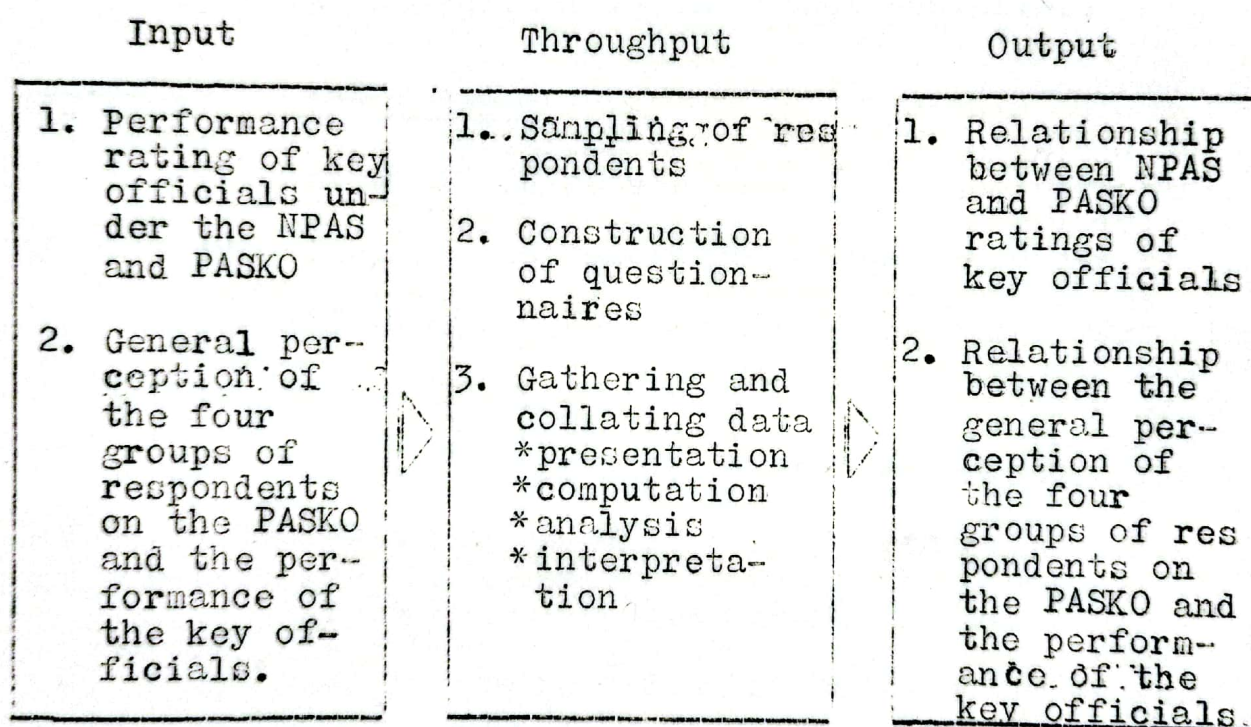 Input
1. Performance
rating of key
officials un-
der the NPAS
and PASKO
2. General per-
ception of
the four
groups of
respondents
on the PASKO
and the per-
formance of
the key of-
ficials.
Throughput
1. Sampling of res
pondents
2. Construction
of question-
naires
3. Gathering and
collating data
*presentation
*computation
*analysis
*interpreta-
tion
Output
1. Relationship
between NPAS
and PASKO
ratings of
key officials
2. Relationship
between the
general per-
ception of
the four
groups of res
pondents on
the PASKO and
the perform-
ance of the
key officials.